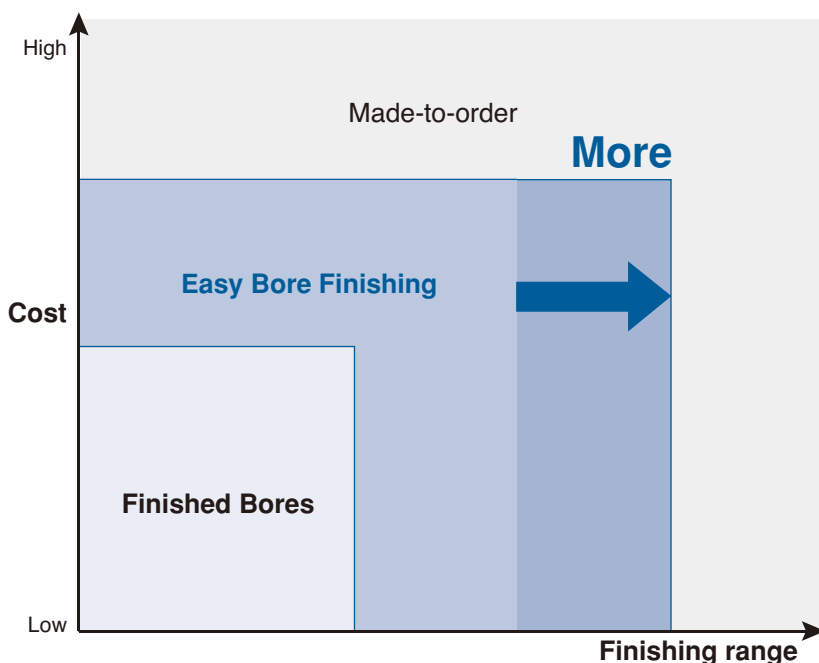 High
Made-to-order
More
Easy Bore Finishing
Cost
Finished Bores
Low
Finishing range